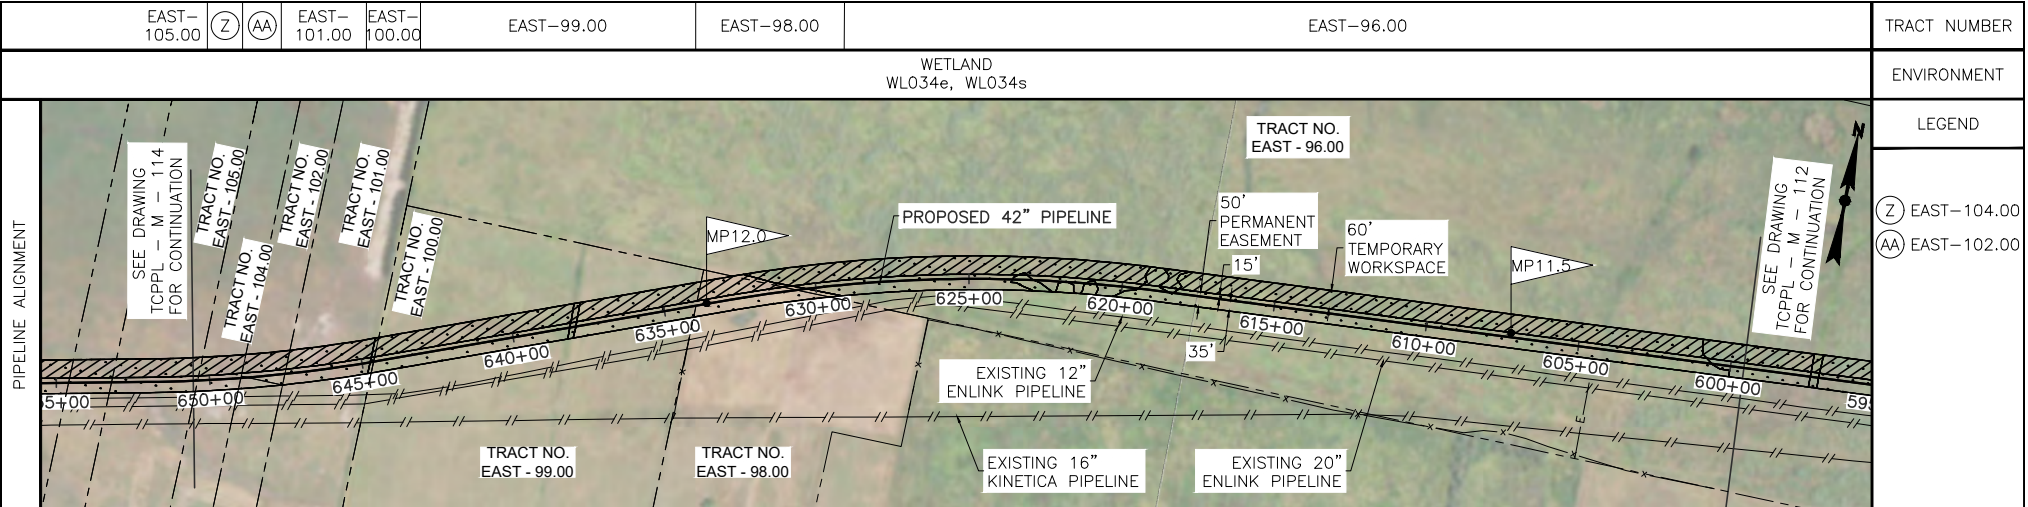 EAST-
105.00
Z
AA
EAST-
101.00
EAST-
100.00
EAST-99.00
EAST-98.00
EAST-96.00
TRACT NUMBER
WETLAND
WL034e, WL034s
ENVIRONMENT
PIPELINE ALIGNMENT
LEGEND
Z EAST-104.00
AA EAST-102.00
SEE DRAWING
TCPPL - M - 114
FOR CONTINUATION
TRACT NO.
EAST - 105.00
TRACT NO.
EAST - 104.00
TRACT NO.
EAST - 102.00
TRACT NO.
EAST - 101.00
TRACT NO.
EAST - 100.00
MP12.0
PROPOSED 42" PIPELINE
TRACT NO.
EAST - 96.00
50'
PERMANENT
EASEMENT
15'
60'
TEMPORARY
WORKSPACE
MP11.5
SEE DRAWING
TCPPL - M - 112
FOR CONTINUATION
N
55+00
650+00
645+00
640+00
635+00
630+00
625+00
620+00
615+00
610+00
605+00
600+00
595
35'
EXISTING 12"
ENLINK PIPELINE
TRACT NO.
EAST - 99.00
TRACT NO.
EAST - 98.00
EXISTING 16"
KINETICA PIPELINE
EXISTING 20"
ENLINK PIPELINE